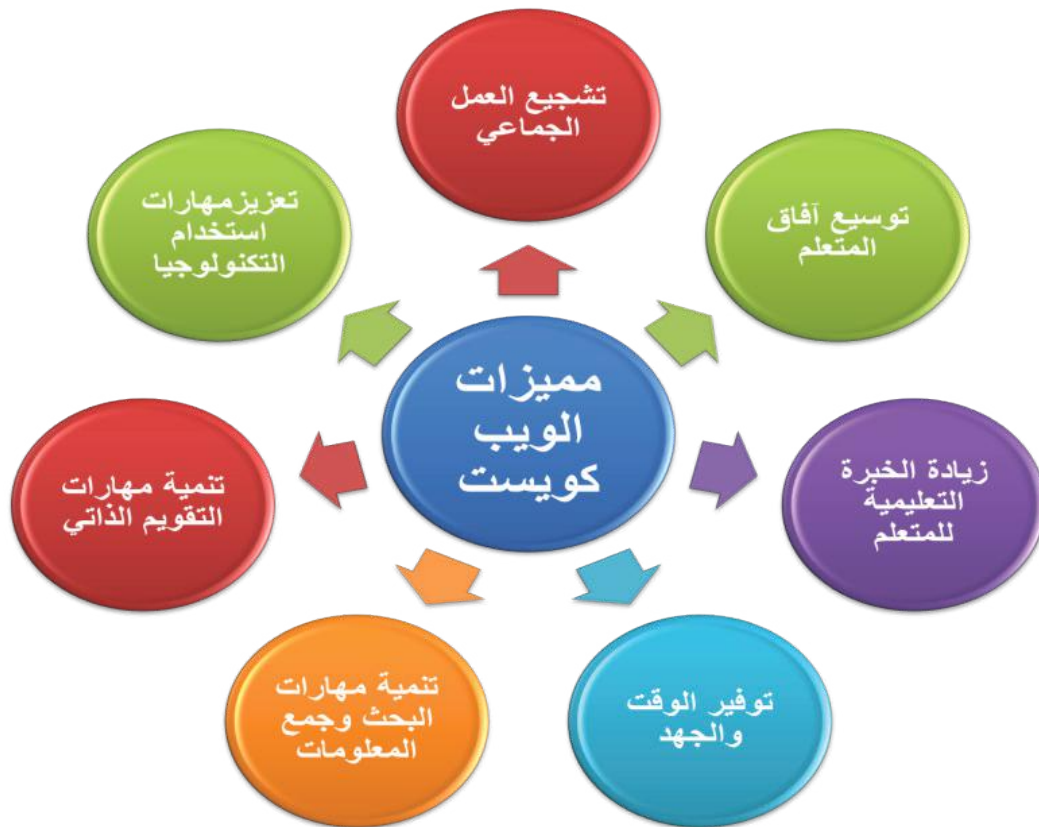 تشجيع العمل
الجماعي
توسيع آفاق
المتعلم
زيادة الخبرة
التعليمية
للمتعلم
توفير الوقت
والجهد
تنمية مهارات
البحث وجمع
المعلومات
تنمية مهارات
التقويم الذاتي
تعزيزمهارات
استخدام
التكنولوجيا
مميزات
الويب
كويست